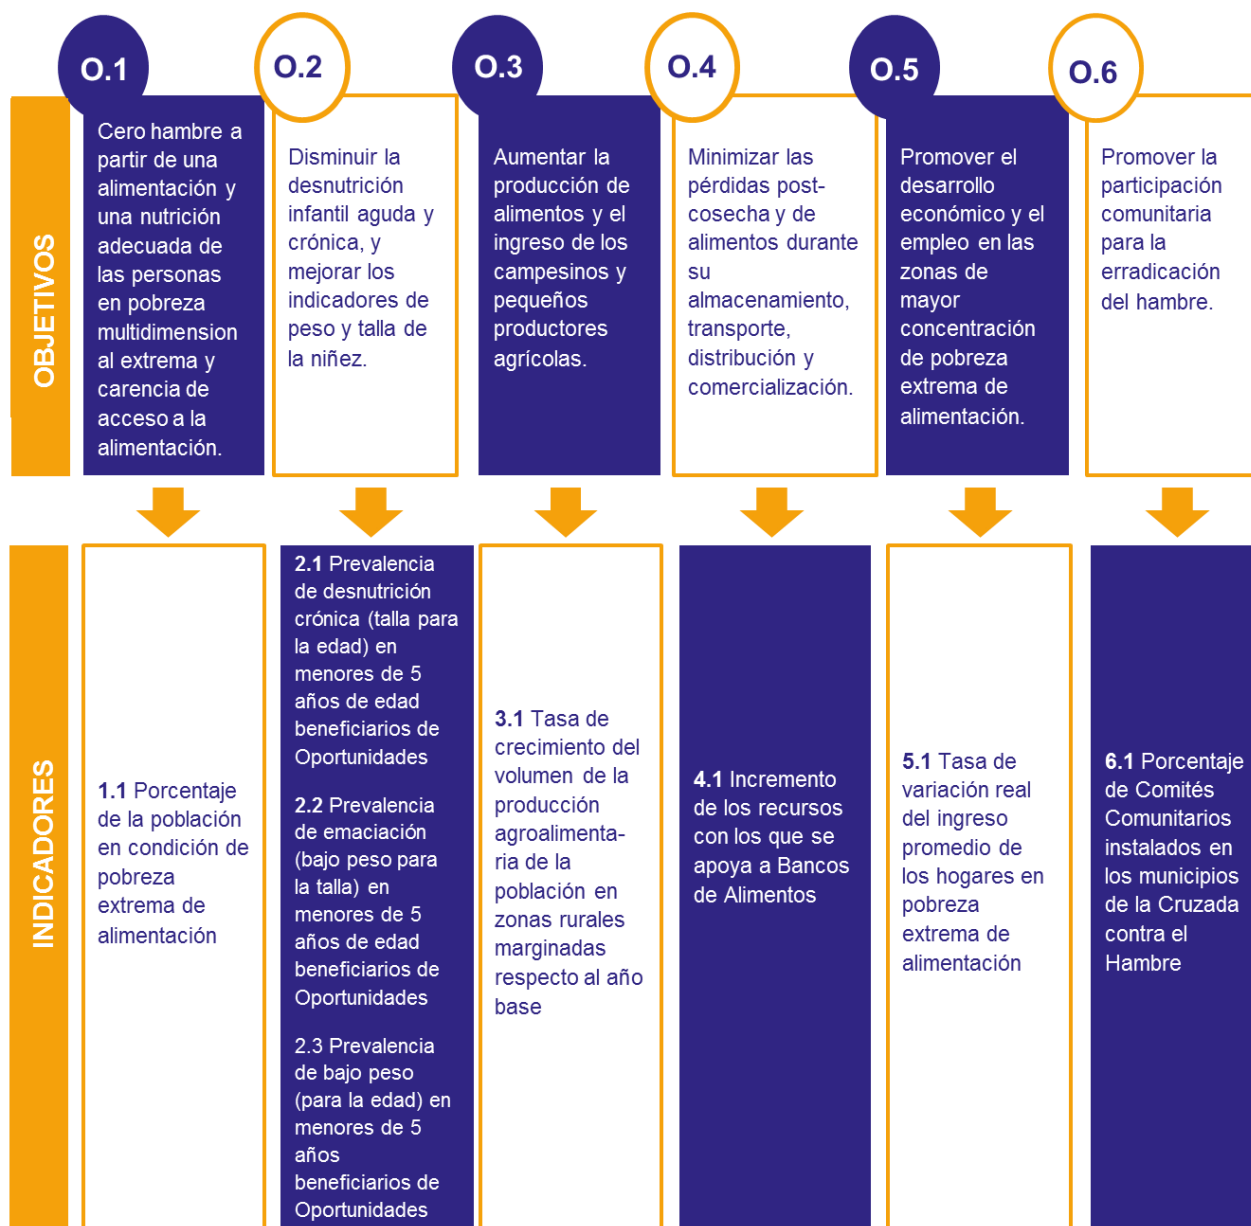 OBJETIVOS
O.1
Cero hambre a
partir de una
alimentación y
una nutrición
adecuada de
las personas
en pobreza
multidimension
al extrema y
carencia de
acceso a la
alimentación.
O.2
Disminuir la
desnutrición
infantil aguda y
crónica, y
mejorar los
indicadores de
peso y talla de
la niñez.
O.3
Aumentar la
producción de
alimentos y el
ingreso de los
campesinos y
pequeños
productores
agrícolas.
O.4
Minimizar las
pérdidas post-
cosecha y de
alimentos durante
su
almacenamiento,
transporte,
distribución y
comercialización.
O.5
Promover el
desarrollo
económico y el
empleo en las
zonas de
mayor
concentración
de pobreza
extrema de
alimentación.
O.6
Promover la
participación
comunitaria
para la
erradicación
del hambre.
INDICADORES
1.1 Porcentaje
de la población
en condición de
pobreza
extrema de
alimentación
2.1 Prevalencia
de desnutrición
crónica (talla para
la edad) en
menores de 5
años de edad
beneficiarios de
Oportunidades
2.2 Prevalencia
de emaciación
(bajo peso para
la talla) en
menores de 5
años de edad
beneficiarios de
Oportunidades
2.3 Prevalencia
de bajo peso
(para la edad) en
menores de 5
años
beneficiarios de
Oportunidades
3.1 Tasa de
crecimiento del
volumen de la
producción
agroalimenta-
ria de la
población en
zonas rurales
marginadas
respecto al año
base
4.1 Incremento
de los recursos
con los que se
apoya a Bancos
de Alimentos
5.1 Tasa de
variación real
del ingreso
promedio de
los hogares en
pobreza
extrema de
alimentación
6.1 Porcentaje
de Comités
Comunitarios
instalados en
los municipios
de la Cruzada
contra el
Hambre